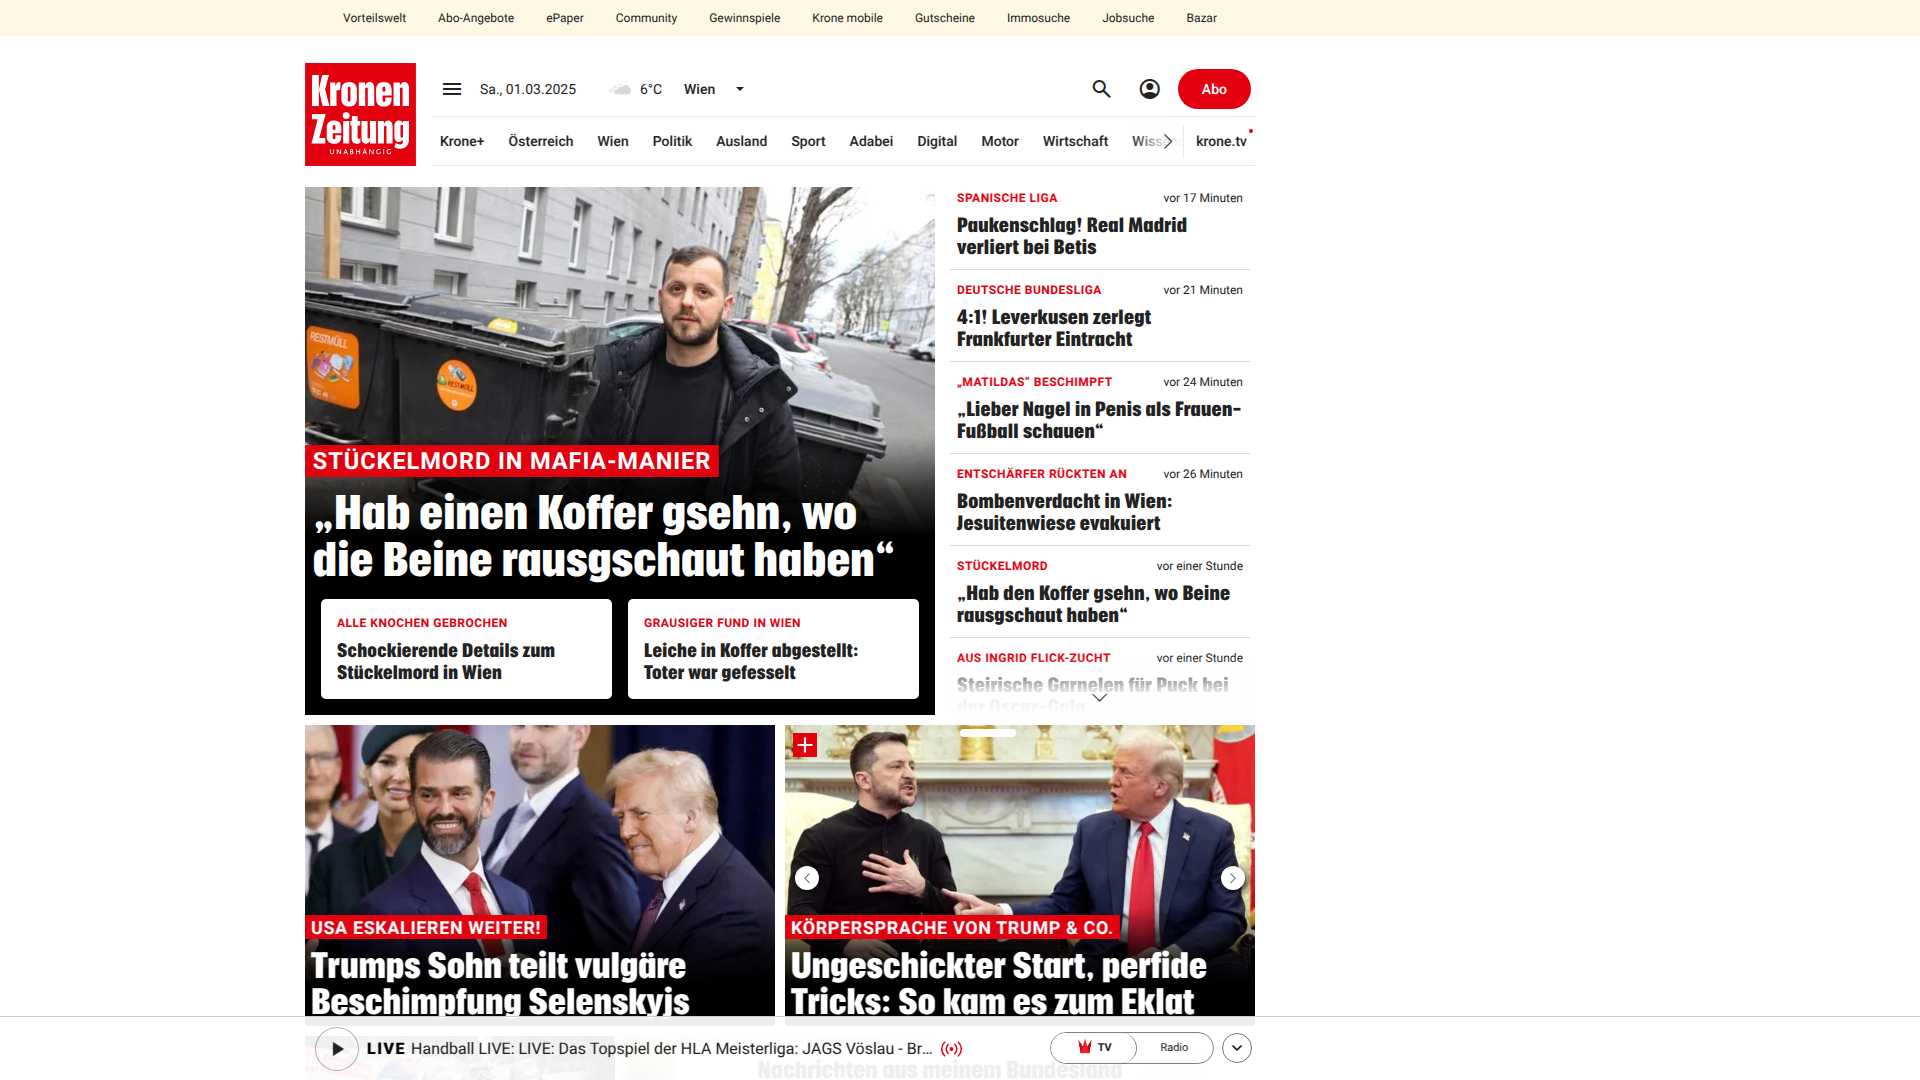 Vorteilswelt Abo-Angebote ePaper Community Gewinnspiele Krone mobile Gutscheine Immosuche Jobsuche Bazar
Kronen
Zeitung
UNABHÄNGIG
Sa., 01.03.2025 6°C Wien Abo
Krone+ Österreich Wien Politik Ausland Sport Adabei Digital Motor Wirtschaft krone.tv
RESTMÜLL
RESTMÜLL
STÜCKELMORD IN MAFIA-MANIER
„Hab einen Koffer gsehn, wo
die Beine rausgschaut haben“
ALLE KNOCHEN GEBROCHEN
Schockierende Details zum
Stückelmord in Wien
GRAUSIGER FUND IN WIEN
Leiche in Koffer abgestellt:
Toter war gefesselt
SPANISCHE LIGA vor 17 Minuten
Paukenschlag! Real Madrid
verliert bei Betis
DEUTSCHE BUNDESLIGA vor 21 Minuten
4:1! Leverkusen zerlegt
Frankfurter Eintracht
„MATILDAS“ BESCHIMPFT vor 24 Minuten
„Lieber Nagel in Penis als Frauen-
Fußball schauen“
ENTSCHÄRFER RÜCKTEN AN vor 26 Minuten
Bombenverdacht in Wien:
Jesuitenwiese evakuiert
STÜCKELMORD vor einer Stunde
„Hab den Koffer gsehn, wo Beine
rausgschaut haben“
AUS INGRID FLICK-ZUCHT vor einer Stunde
Steirische Garnelen für Puck bei
der Oscar-Gala
USA ESKALIEREN WEITER!
Trumps Sohn teilt vulgäre
Beschimpfung Selenskyjs
KÖRPERSPRACHE VON TRUMP & CO.
Ungeschickter Start, perfide
Tricks: So kam es zum Eklat
LIVE Handball LIVE: LIVE: Das Topspiel der HLA Meisterliga: JAGS Vöslau - Br... TV Radio
Nachrichten aus meinem Bundesland